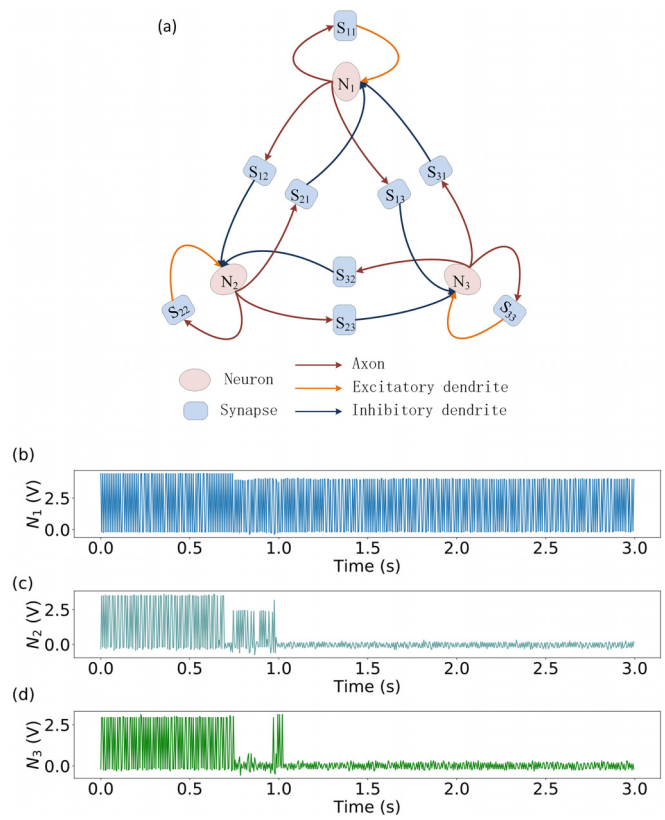 (a)
S11
N1
S12
S21
S13
S31
N2
S32
N3
S22
S23
S33
Neuron
Synapse
Axon
Excitatory dendrite
Inhibitory dendrite
(b)
N1 (V)
2.5
0.0
0.0 0.5 1.0 1.5 2.0 2.5 3.0
Time (s)
(c)
N2 (V)
2.5
0.0
0.0 0.5 1.0 1.5 2.0 2.5 3.0
Time (s)
(d)
N3 (V)
2.5
0.0
0.0 0.5 1.0 1.5 2.0 2.5 3.0
Time (s)